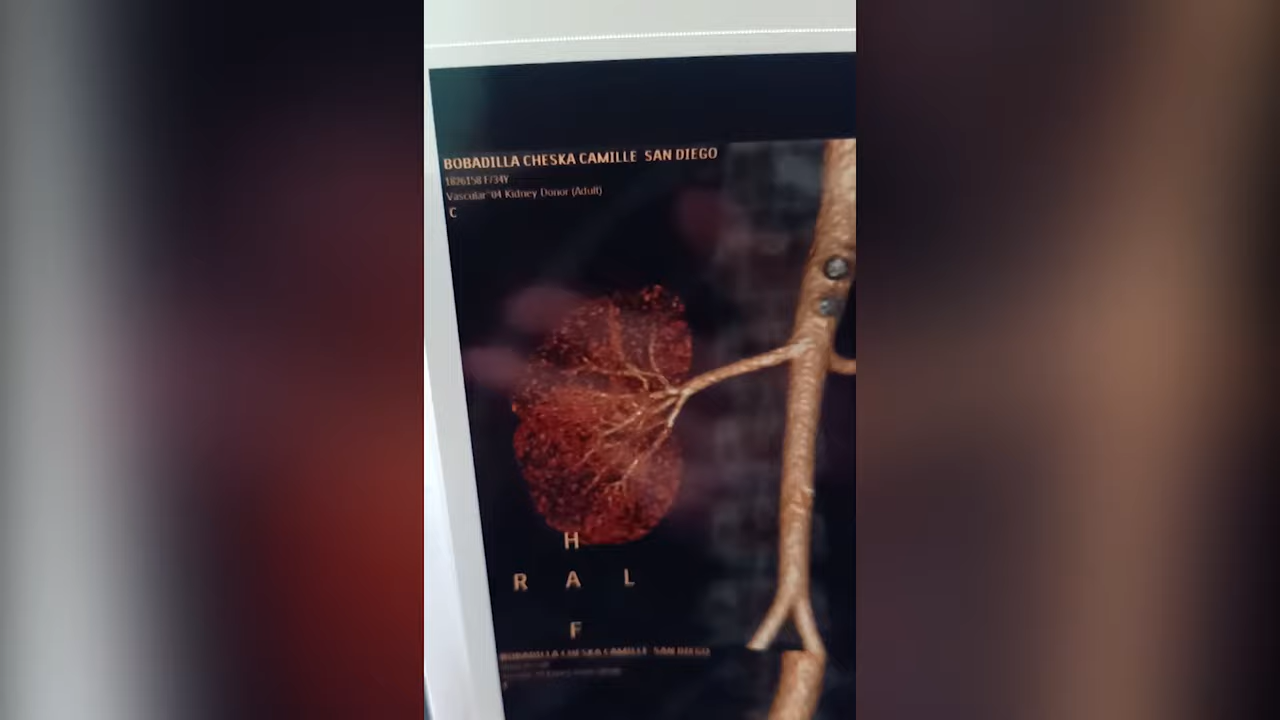 BOBADILLA CHESKA CAMILLE SAN DIEGO
1826158 F/34Y
Vascular^04 Kidney Donor (Adult)
C
H
R A L
F
BOBADILLA CHESKA CAMILLE SAN DIEGO